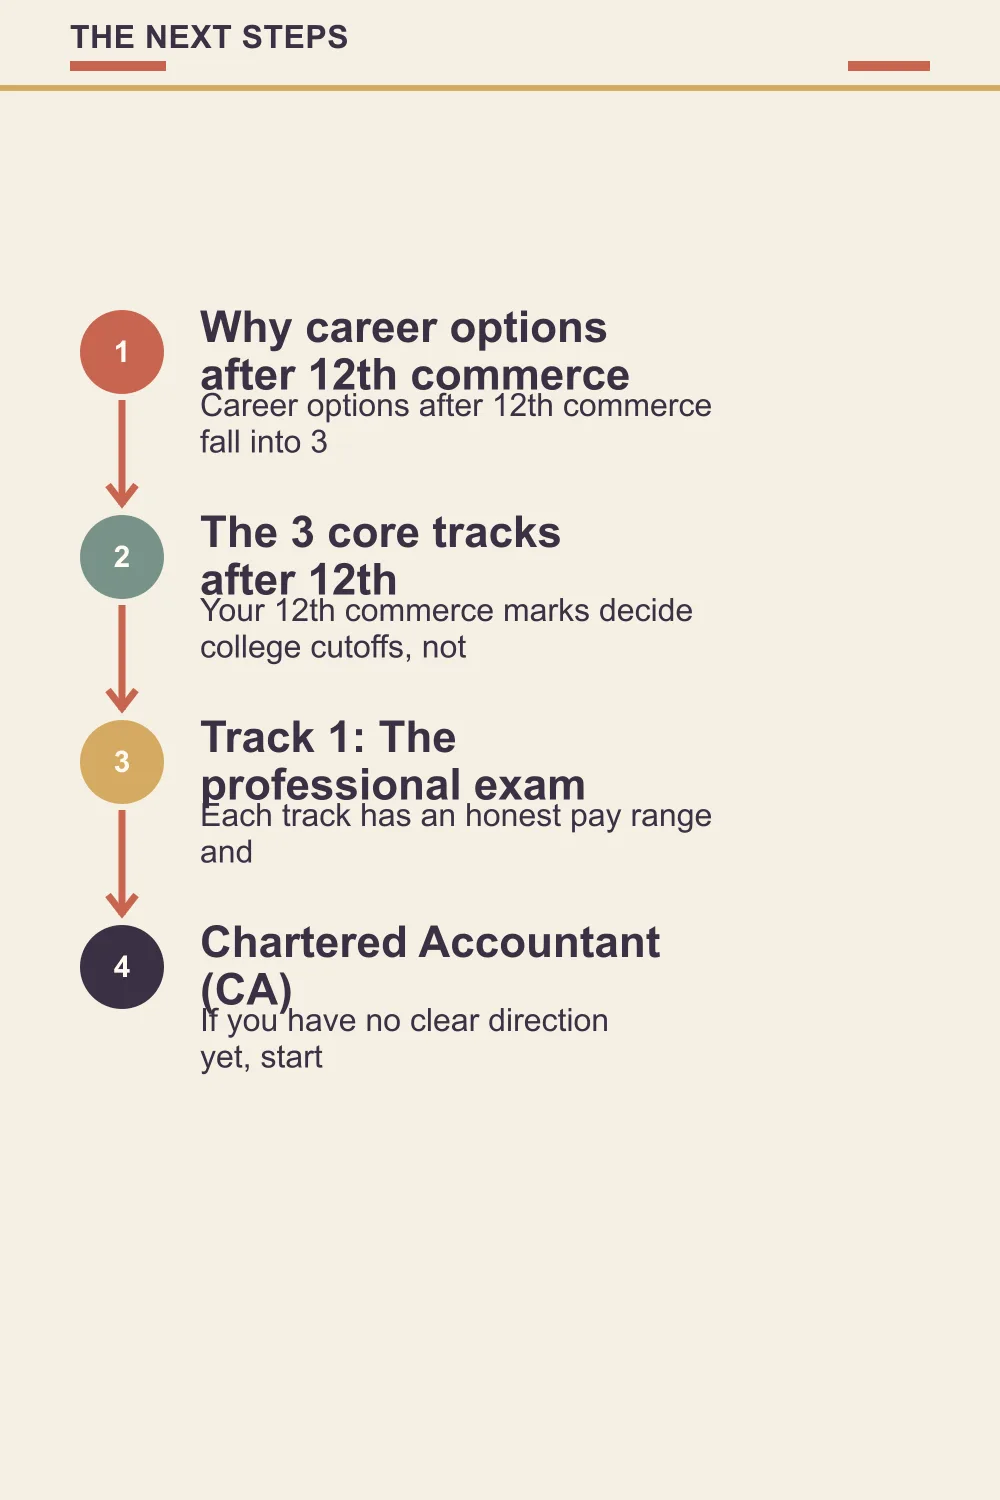 THE NEXT STEPS
1
Why career options
after 12th commerce
Career options after 12th commerce
fall into 3
2
The 3 core tracks
after 12th
Your 12th commerce marks decide
college cutoffs, not
3
Track 1: The
professional exam
Each track has an honest pay range
and
4
Chartered Accountant
(CA)
If you have no clear direction
yet, start